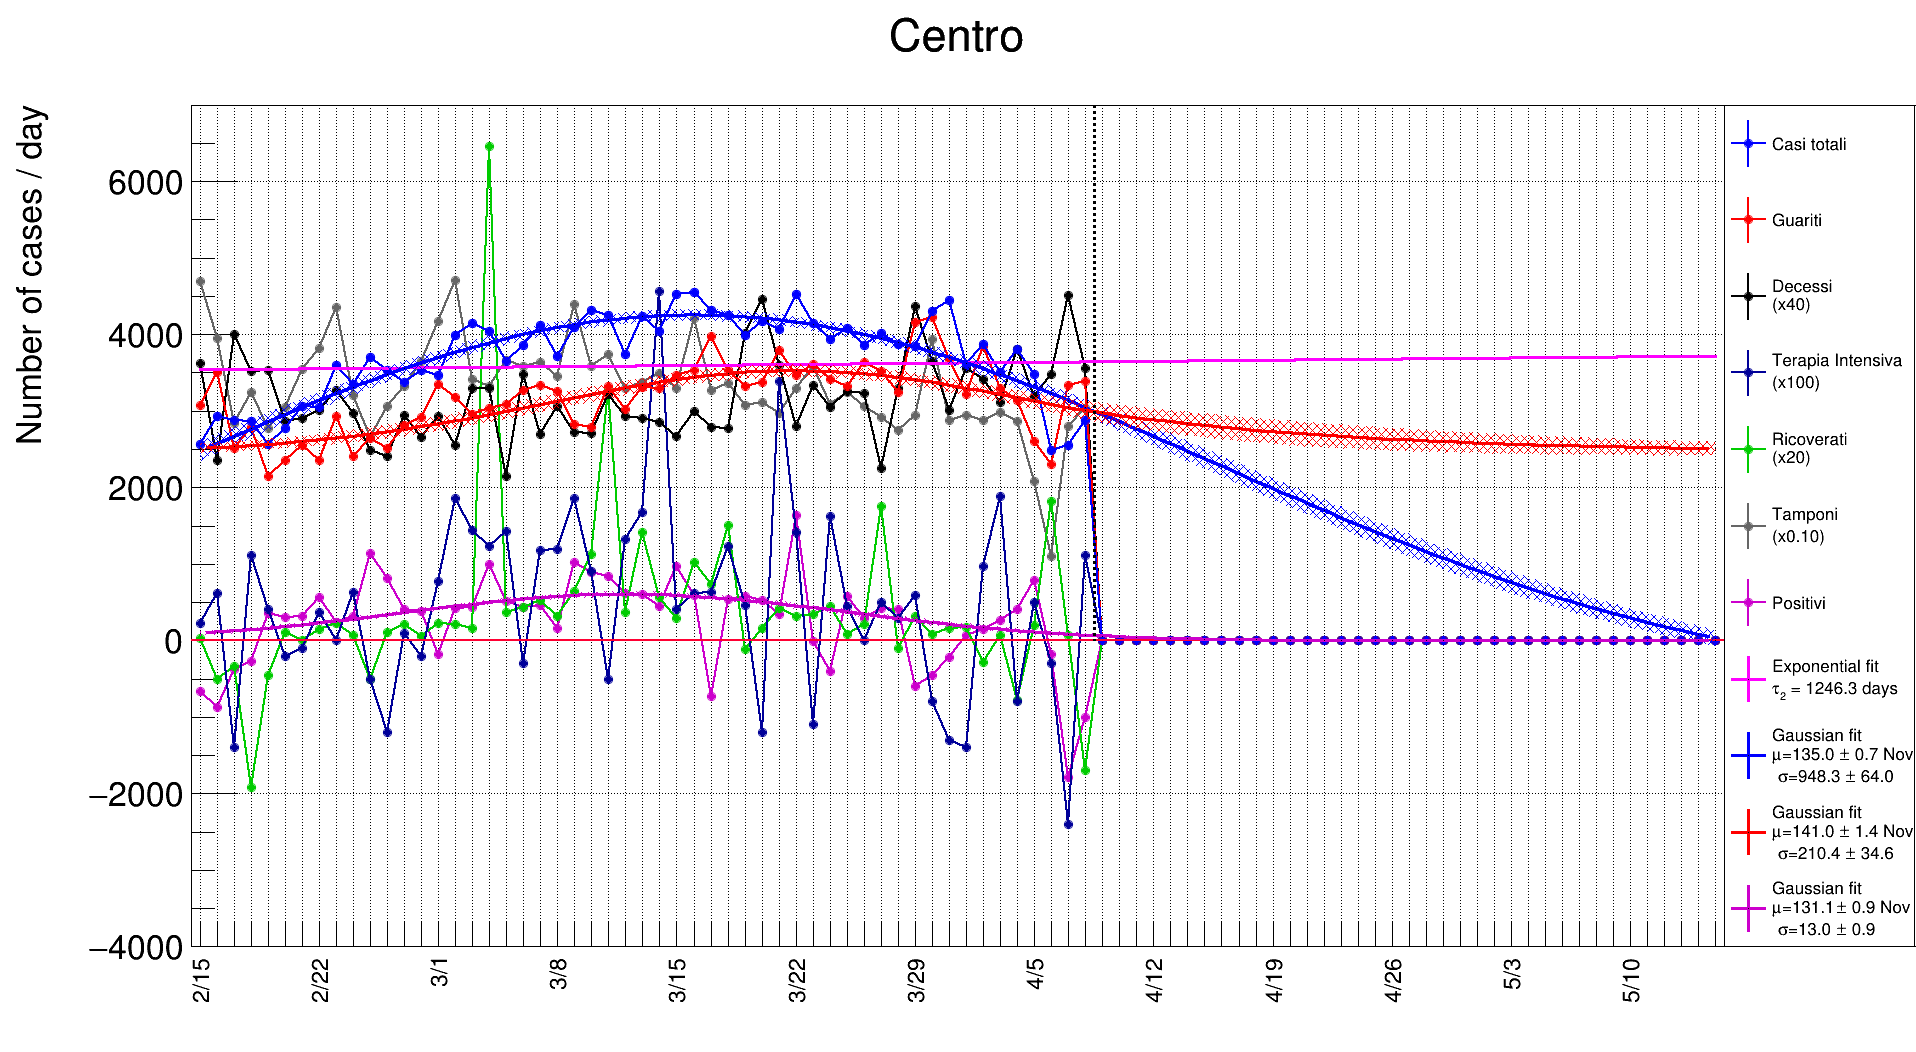 Centro
Number of cases / day
6000
4000
2000
0
−2000
−4000
2/15
2/22
3/1
3/8
3/15
3/22
3/29
4/5
4/12
4/19
4/26
5/3
5/10
Casi totali
Guariti
Decessi
(x40)
Terapia Intensiva
(x100)
Ricoverati
(x20)
Tamponi
(x0.10)
Positivi
Exponential fit
τ2 = 1246.3 days
Gaussian fit
μ=135.0 ± 0.7 Nov
σ=948.3 ± 64.0
Gaussian fit
μ=141.0 ± 1.4 Nov
σ=210.4 ± 34.6
Gaussian fit
μ=131.1 ± 0.9 Nov
σ=13.0 ± 0.9